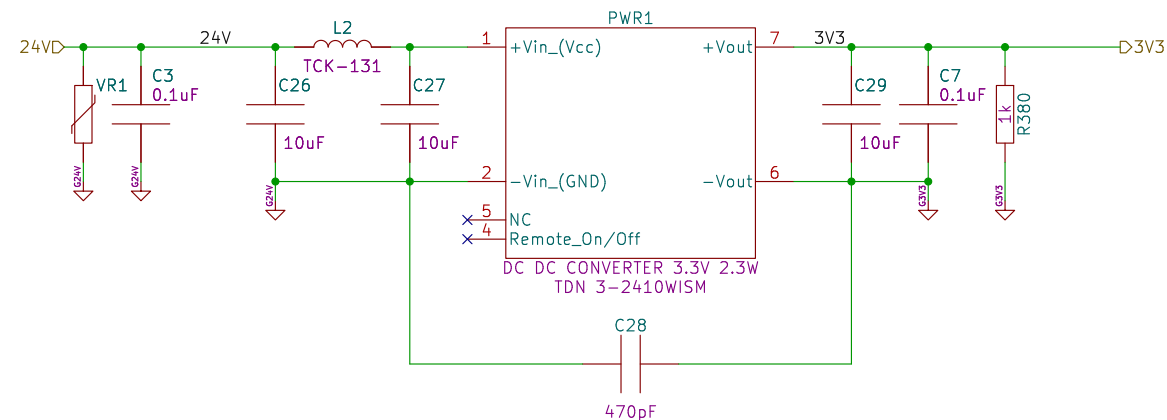 PWR1
24V
24V
L2
TCK-131
1
+Vin_(Vcc)
+Vout
7
3V3
3V3
VR1
C3
0.1uF
C26
10uF
C27
10uF
C29
10uF
C7
0.1uF
1k
R380
G24V
G24V
G24V
2
-Vin_(GND)
-Vout
6
G3V3
G3V3
5
NC
4
Remote_On/Off
DC DC CONVERTER 3.3V 2.3W
TDN 3-2410WISM
C28
470pF